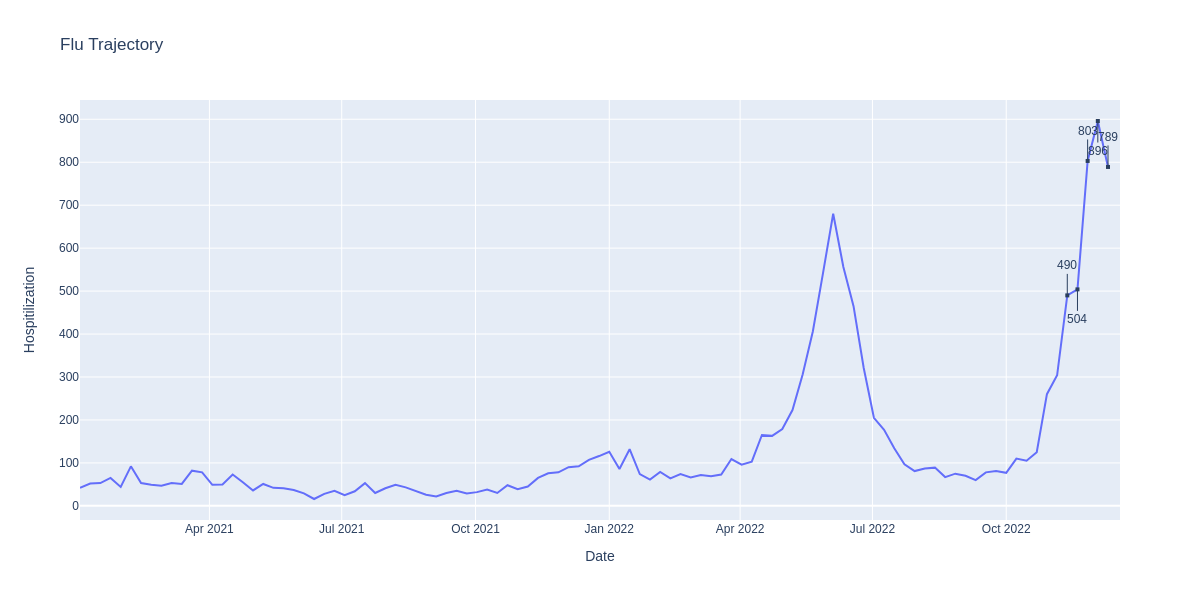 Flu Trajectory
900
800
700
600
500
400
300
200
100
0
Hospitilization
803
789
896
490
504
Apr 2021
Jul 2021
Oct 2021
Jan 2022
Apr 2022
Jul 2022
Oct 2022
Date